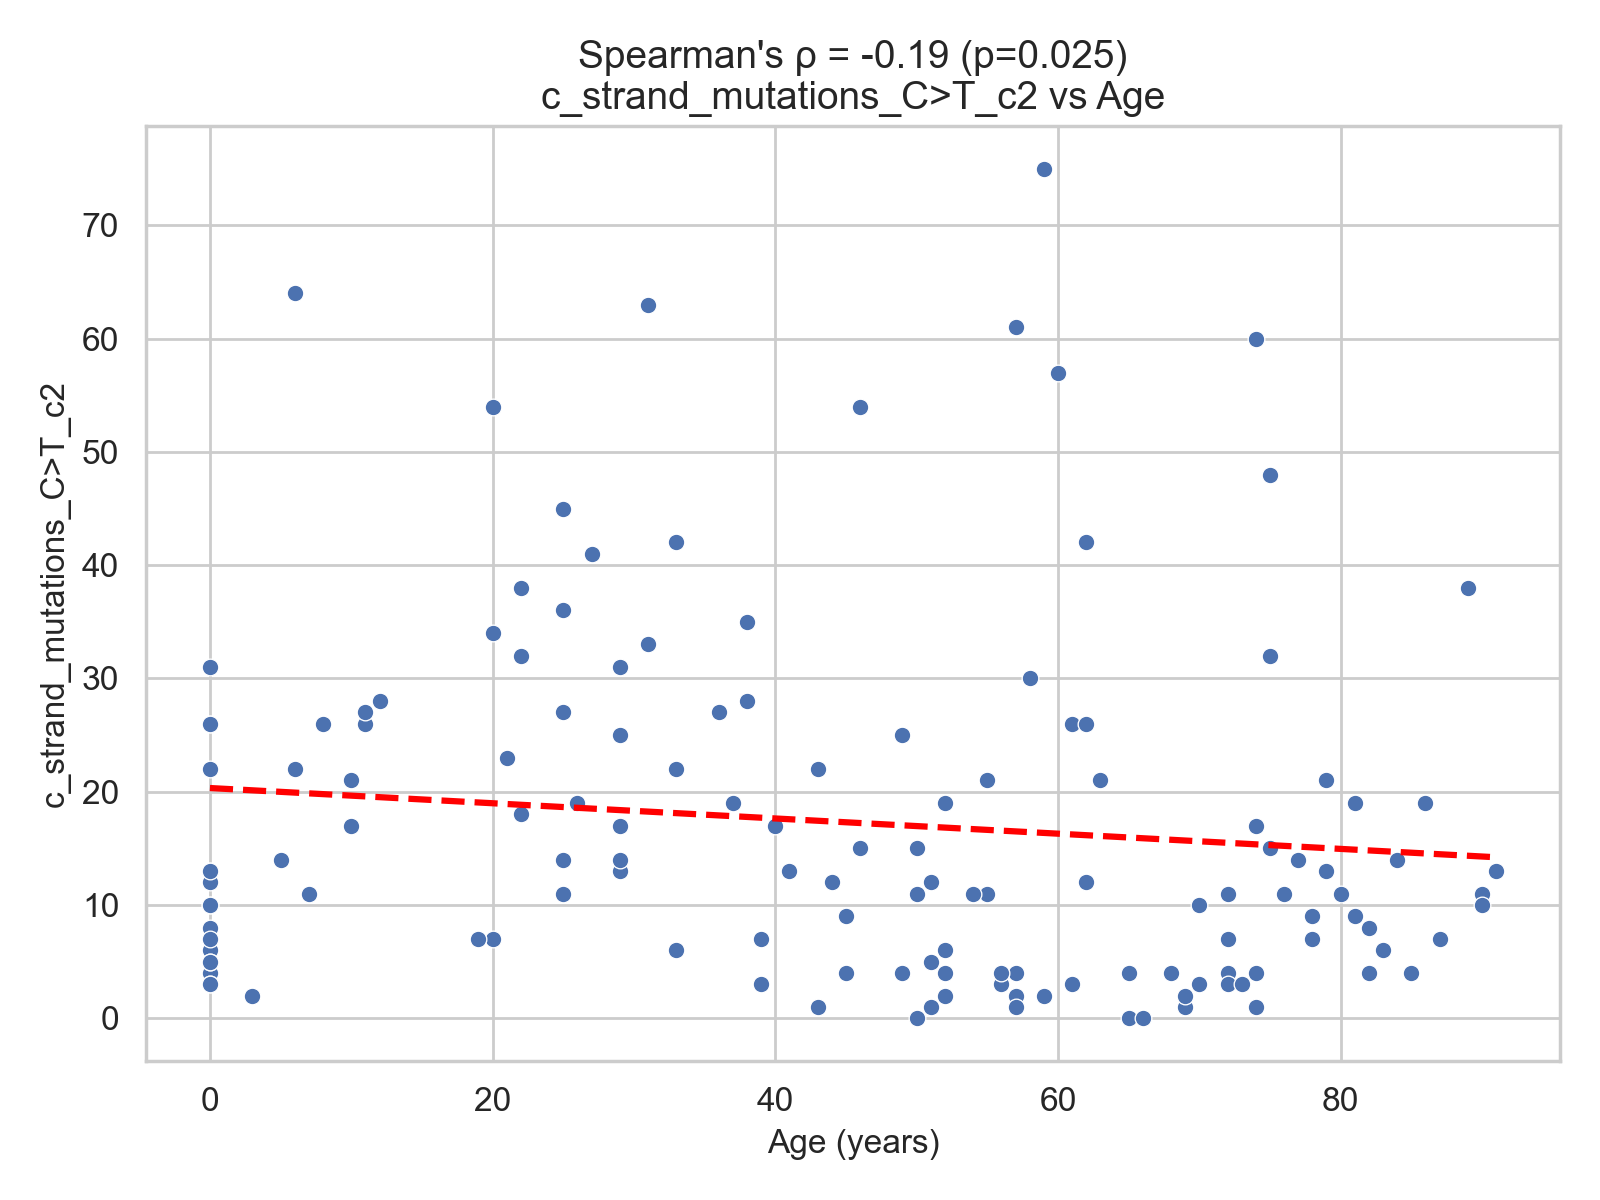 Spearman's ρ = -0.19 (p=0.025)
c_strand_mutations_C>T_c2 vs Age
c_strand_mutations_C>T_c2
70
60
50
40
30
20
10
0
0 20 40 60 80
Age (years)